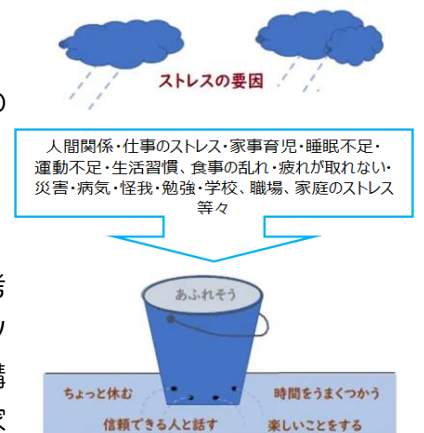 ストレスの要因
の
人間関係・仕事のストレス・家事育児・睡眠不足・
運動不足・生活習慣、食事の乱れ・疲れが取れない・
災害・病気・怪我・勉強・学校、職場、家庭のストレス
等々
考
あふれそう
ッ
講
ちょっと休む
時間をうまくつかう
家
信頼できる人と話す
楽しいことをする